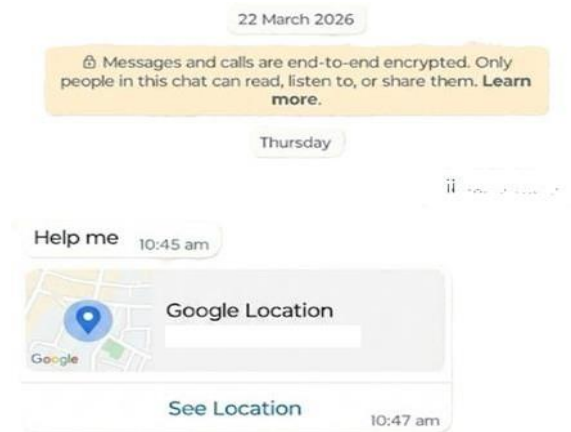 22 March 2026
Messages and calls are end-to-end encrypted. Only
people in this chat can read, listen to, or share them. Learn
more.
Thursday
Help me 10:45 am
Google Location
Google
See Location
10:47 am